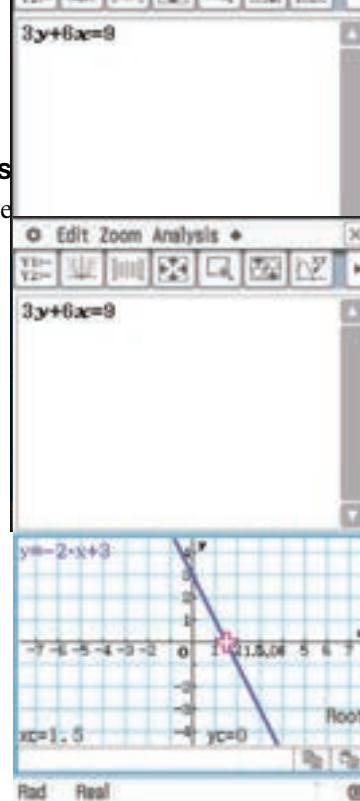 3y+6x=9
s
e
Edit Zoom Analysis
3y+6x=9
y=-2·x+3
-7 -6 -5 -4 -3 -2 0 5 6 7
Root
xc=1.5 yc=0
Rad Real